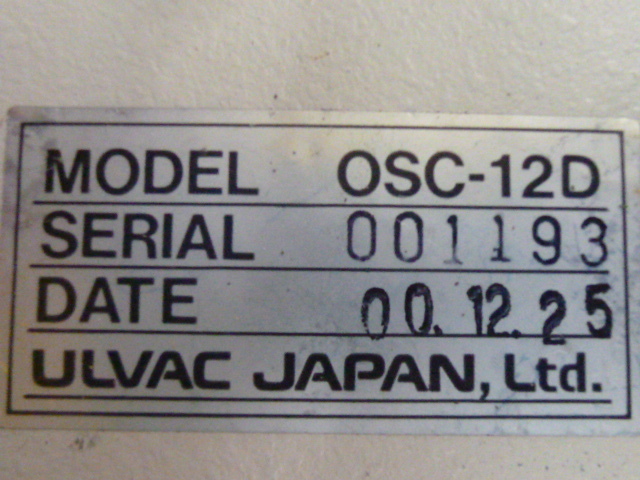 MODEL OSC-12D
SERIAL 001193
DATE 00.12.25
ULVAC JAPAN, Ltd.